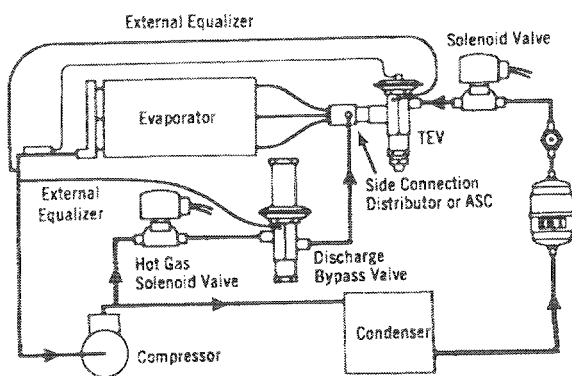 External Equalizer
Solenoid Valve
Evaporator
TEV
Side Connection
Distributor or ASC
External
Equalizer
Hot Gas
Solenoid Valve
Discharge
Bypass Valve
Condenser
Compressor